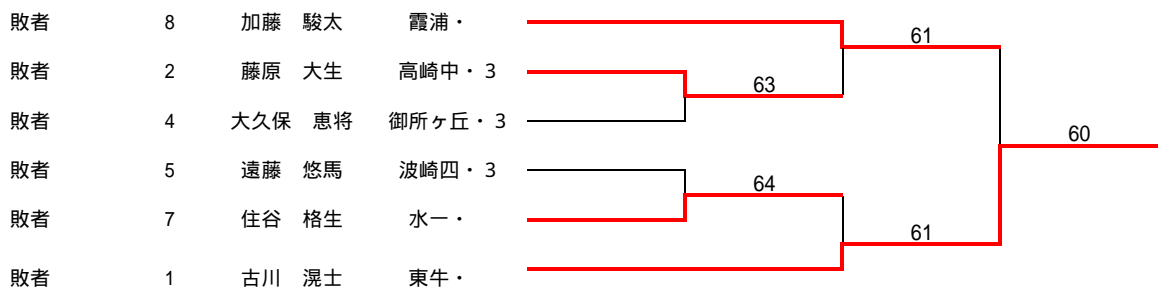 敗者 8 加藤 駿太 霞浦・
61
敗者 2 藤原 大生 高崎中・3
63
敗者 4 大久保 恵将 御所ヶ丘・3
60
敗者 5 遠藤 悠馬 波崎四・3
64
敗者 7 住谷 格生 水一・
61
敗者 1 古川 滉士 東牛・